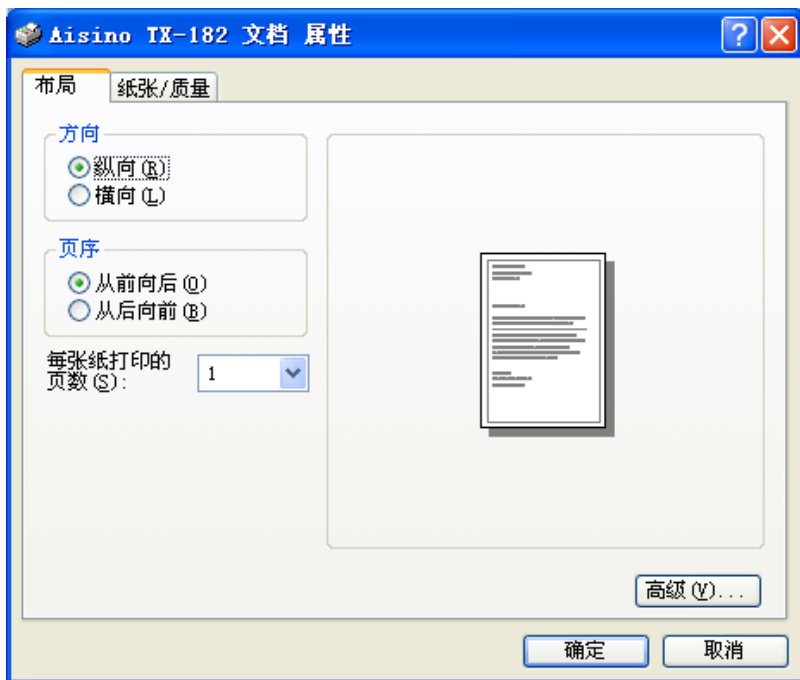 Aisino TX-182 文档 属性
布局
纸张/质量
方向
纵向(R)
横向(L)
页序
从前向后(O)
从后向前(B)
每张纸打印的
页数(S):
1
高级(V)...
确定
取消